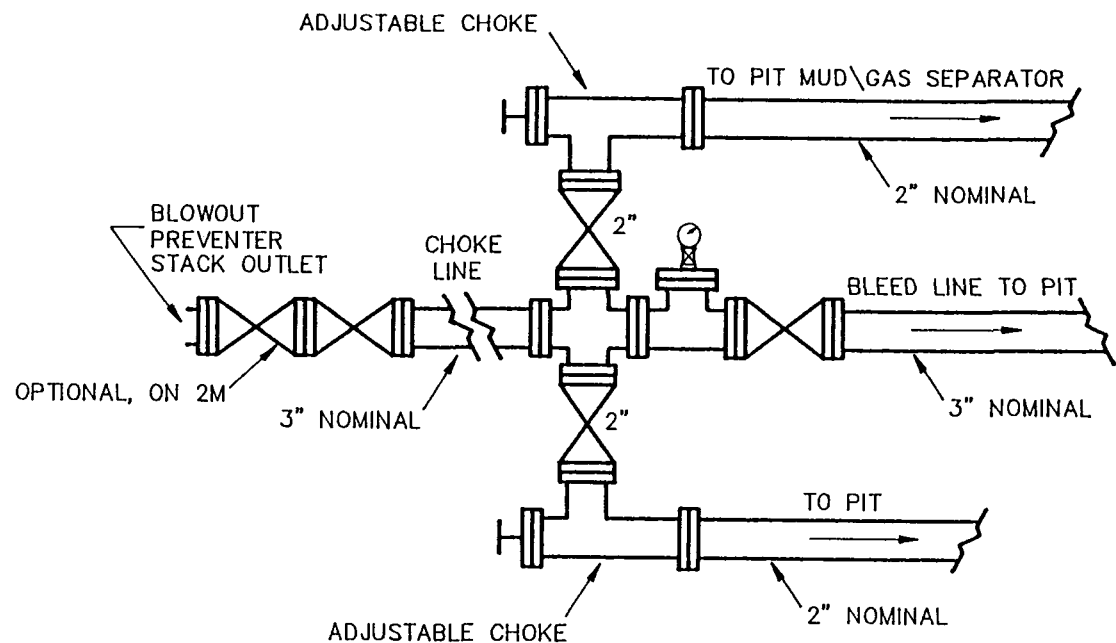 ADJUSTABLE CHOKE
TO PIT MUD\GAS SEPARATOR
2" NOMINAL
BLOWOUT
PREVENTER
STACK OUTLET
CHOKE
LINE
2"
BLEED LINE TO PIT
OPTIONAL, ON 2M
3" NOMINAL
2"
3" NOMINAL
TO PIT
2" NOMINAL
ADJUSTABLE CHOKE